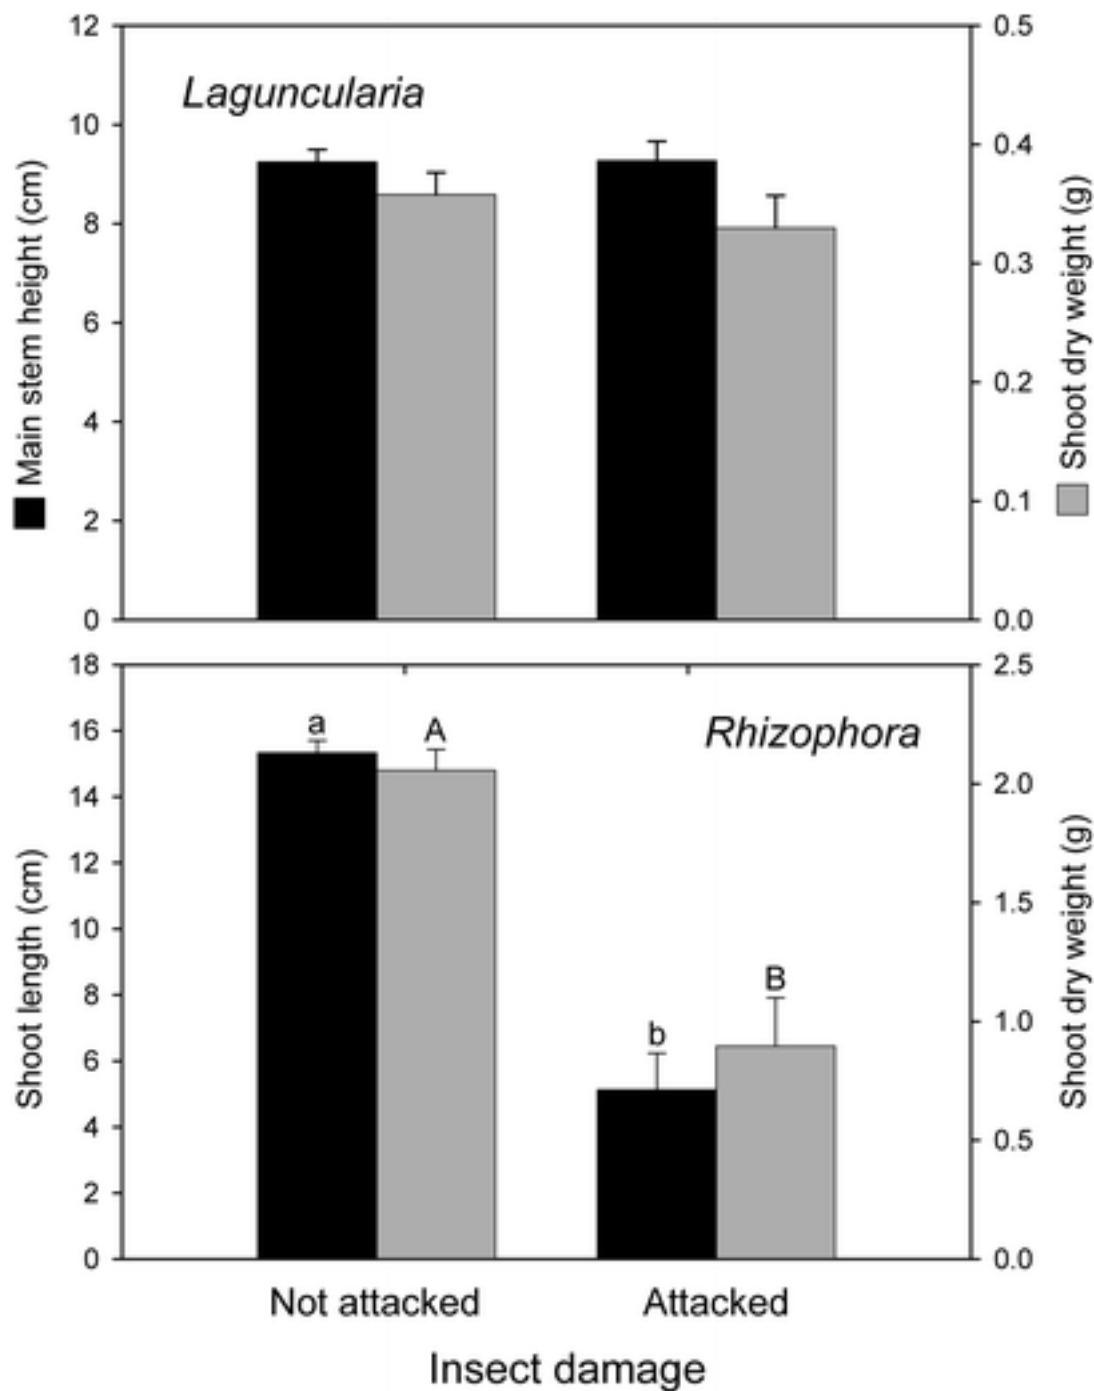 Laguncularia
Main stem height (cm)
12
10
8
6
4
2
0
Shoot dry weight (g)
0.5
0.4
0.3
0.2
0.1
0.0
Rhizophora
Shoot length (cm)
18
16
14
12
10
8
6
4
2
0
a
A
b
B
Shoot dry weight (g)
2.5
2.0
1.5
1.0
0.5
0.0
Not attacked
Attacked
Insect damage